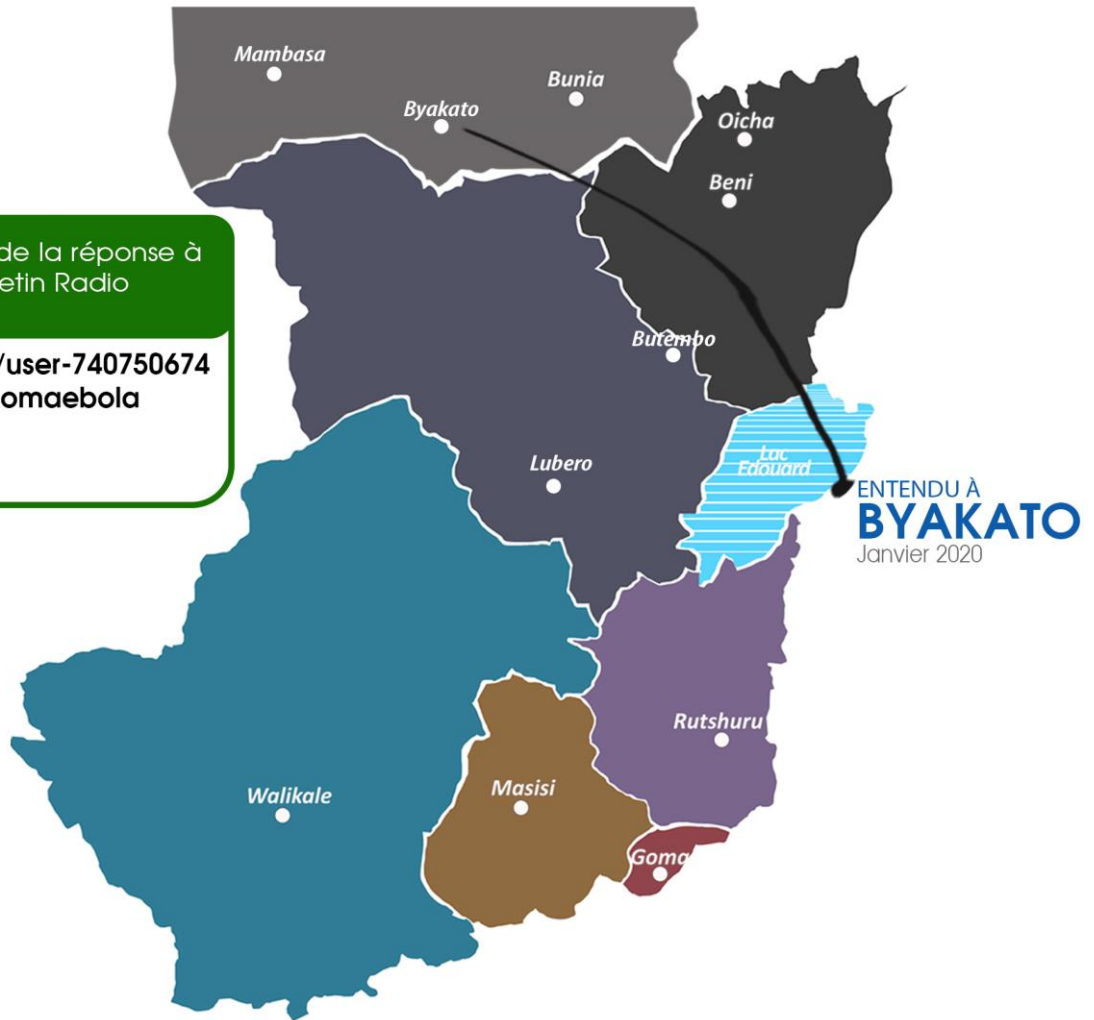 Mambasa
Bunia
Byakato
Oicha
Beni
de la réponse à
etin Radio
/user-740750674
omaebola
Butembo
Lubero
Luc
Edouard
ENTENDU À
BYAKATO
Janvier 2020
Rutshuru
Walikale
Masisi
Goma